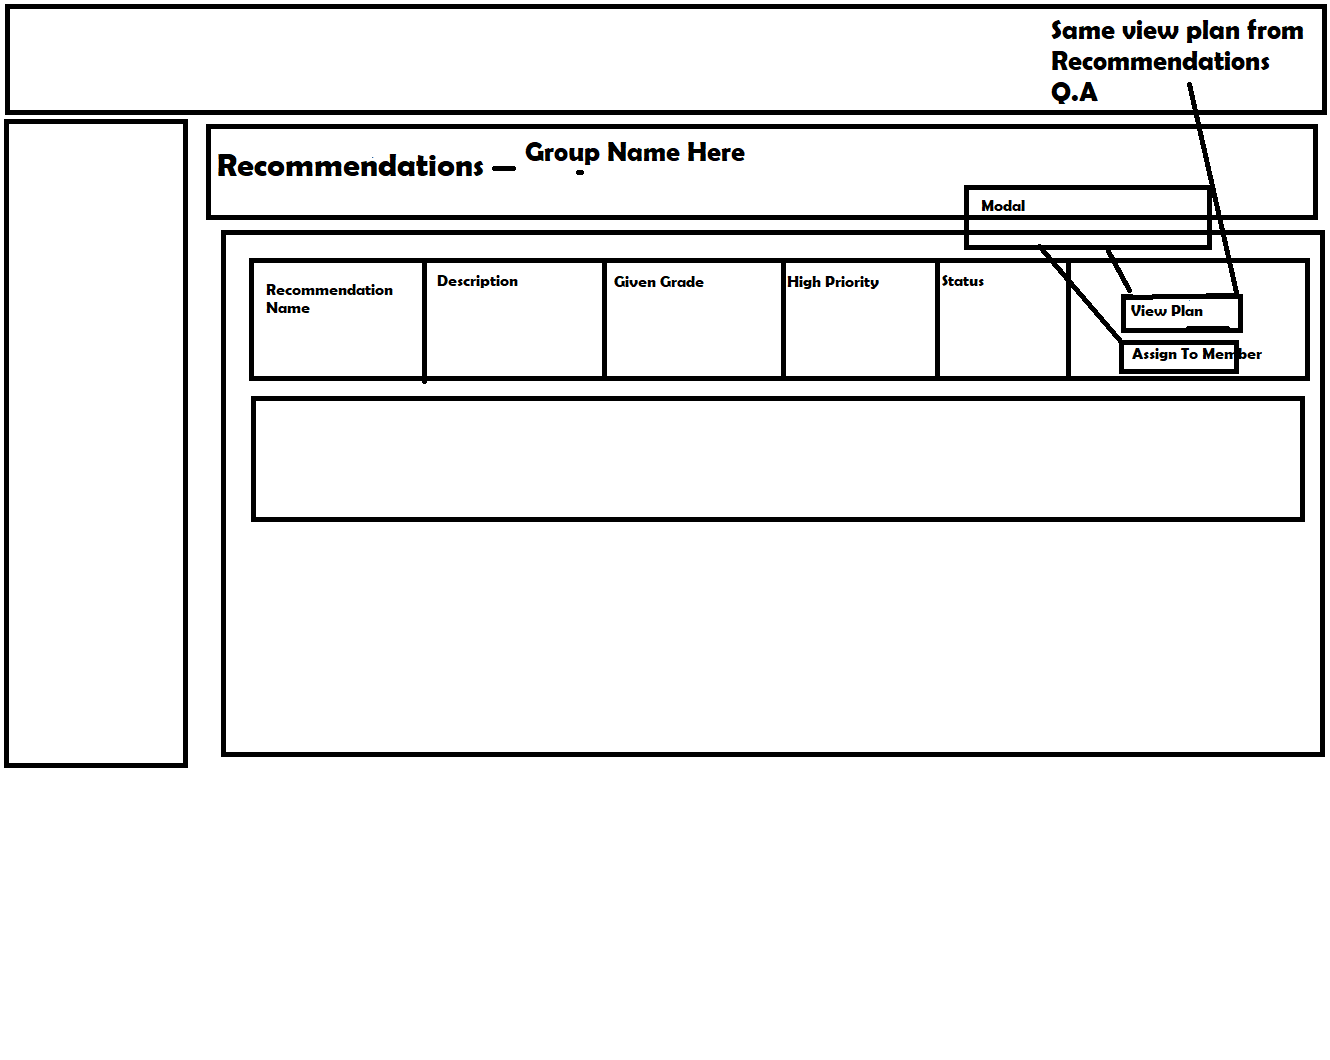 Same view plan from
Recommendations
Q.A
Recommendations – Group Name Here
Modal
Recommendation
Name
Description
Given Grade
High Priority
Status
View Plan
Assign To Member